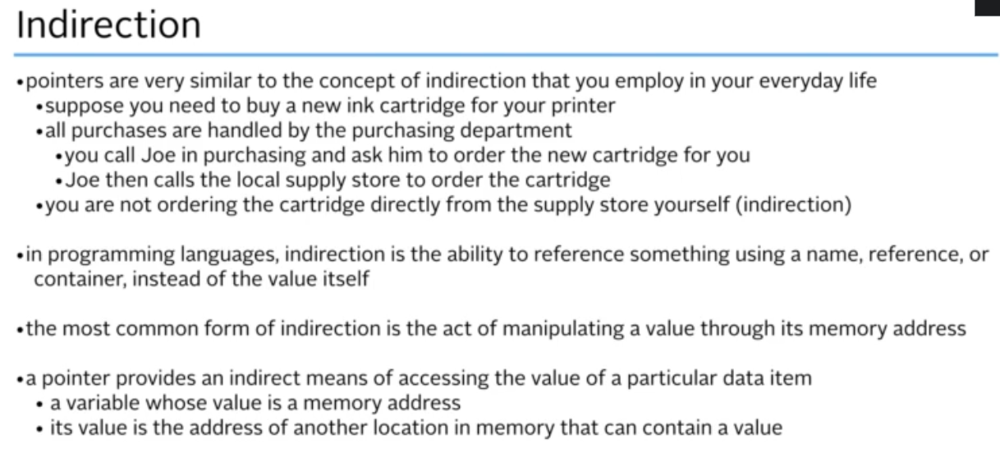 Indirection
•pointers are very similar to the concept of indirection that you employ in your everyday life
•suppose you need to buy a new ink cartridge for your printer
•all purchases are handled by the purchasing department
•you call Joe in purchasing and ask him to order the new cartridge for you
•Joe then calls the local supply store to order the cartridge
•you are not ordering the cartridge directly from the supply store yourself (indirection)
•in programming languages, indirection is the ability to reference something using a name, reference, or
container, instead of the value itself
•the most common form of indirection is the act of manipulating a value through its memory address
•a pointer provides an indirect means of accessing the value of a particular data item
• a variable whose value is a memory address
• its value is the address of another location in memory that can contain a value